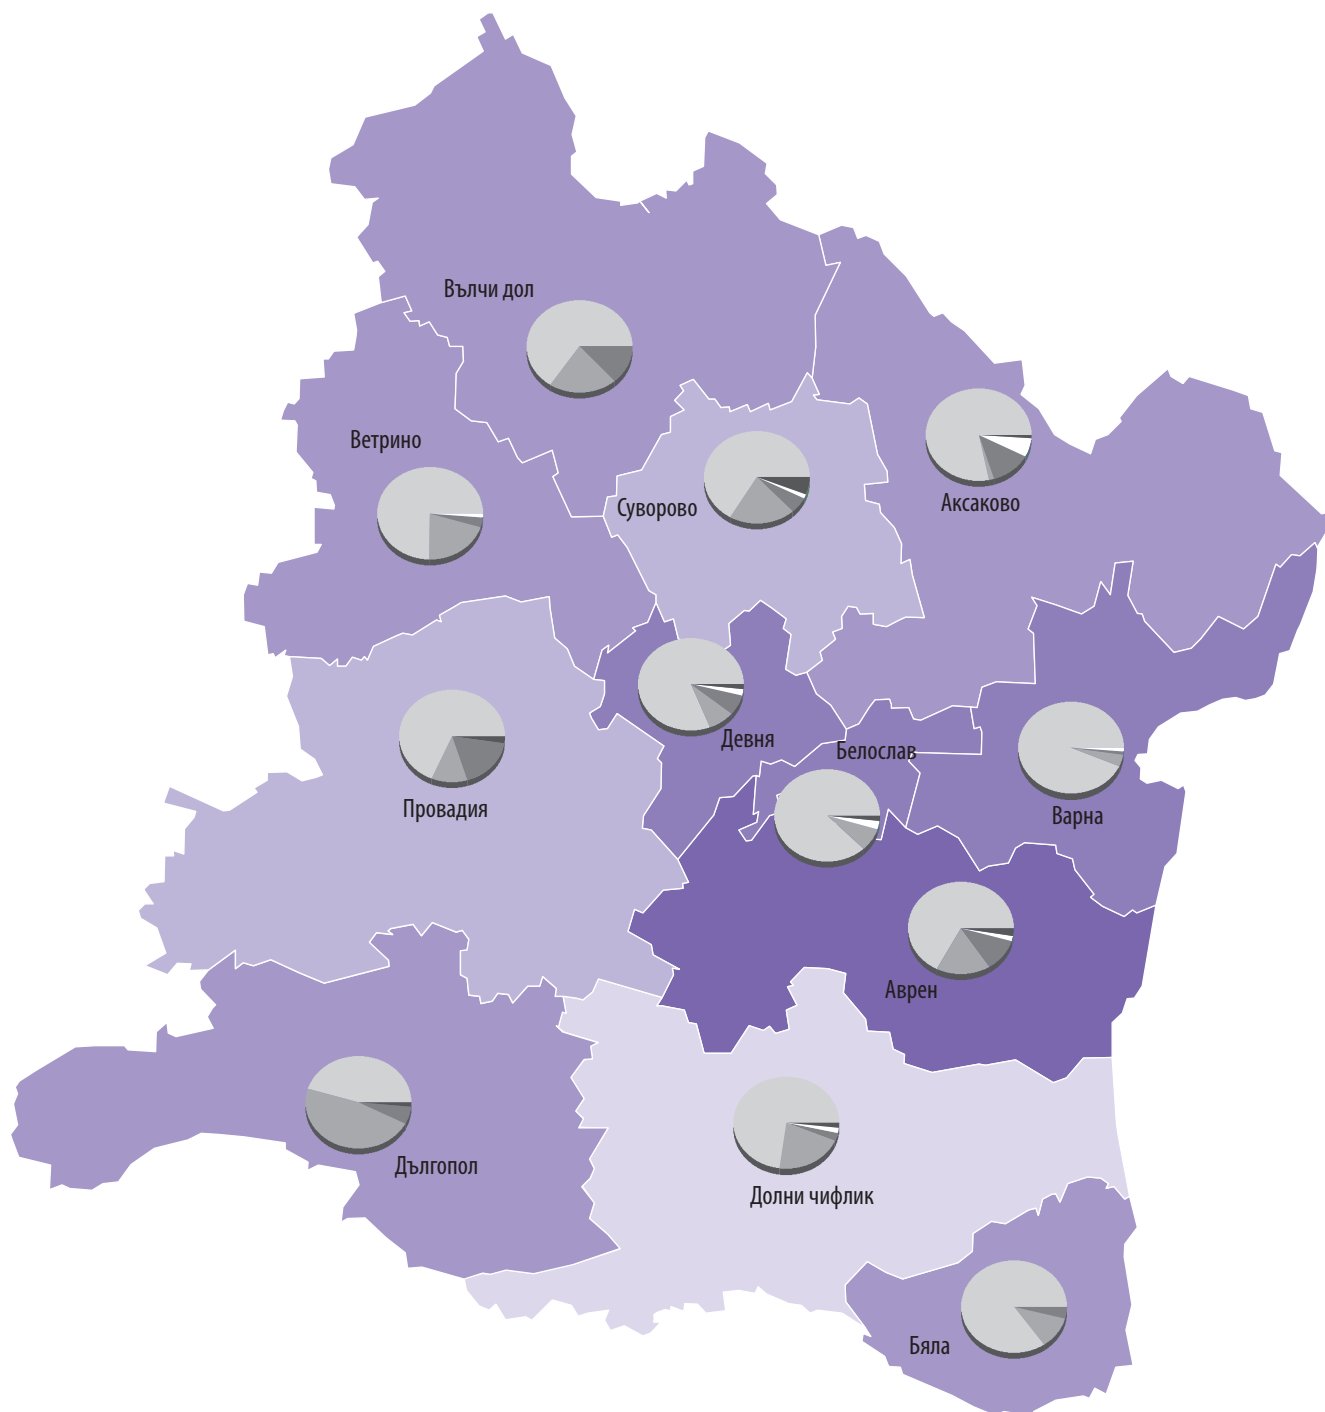 Вълчи дол
Ветрино
Суворово
Аксаково
Девня
Белослав
Провадия
Варна
Аврен
Дългопол
Долни чифлик
Бяла